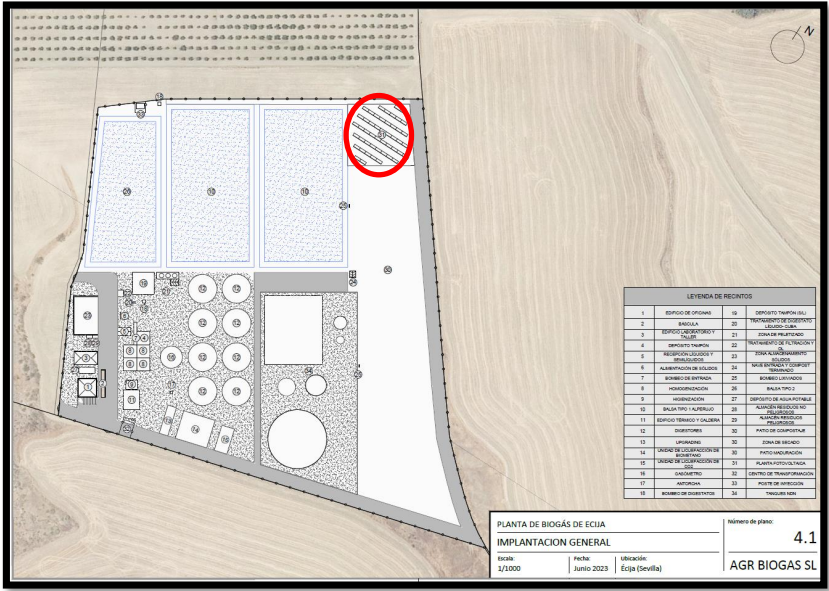 N
LEYENDA DE RECINTOS
1 EDIFICIO DE OFICINAS 19 DEPÓSITO TAMPÓN (S/L)
2 BÁSCULA 20 TRATAMIENTO DE DIGESTATO LÍQUIDO- CUBA
3 EDIFICIO LABORATORIO Y TALLER 21 ZONA DE PELETIZADO
4 DEPÓSITO TAMPÓN 22 TRATAMIENTO DE FILTRACIÓN Y
5 RECEPCIÓN LÍQUIDOS Y SEMILÍQUIDOS 23 ZONA ALMACENAMIENTO SÓLIDOS
6 ALIMENTACIÓN DE SÓLIDOS 24 NAVE ENTRADA Y COMPOST TERMINADO
7 BOMBEO DE ENTRADA 25 BOMBEO LIXIVIADOS
8 HOMOGENIZACIÓN 26 BALSA TIPO 2
9 HIGIENIZACIÓN 27 DEPÓSITO DE AGUA POTABLE
10 BALSA TIPO 1 ALPERUJO 28 ALMACÉN RESIDUOS NO PELIGROSOS
11 EDIFICIO TÉRMICO Y CALDERA 29 ALMACÉN RESIDUOS PELIGROSOS
12 DIGESTORES 30 PATIO DE COMPOSTAJE
13 UPGRADING 30 ZONA DE SECADO
14 UNIDAD DE LICUEFACCIÓN DE BIOMETANO 30 PATIO MADURACIÓN
15 UNIDAD DE LICUEFACCIÓN DE CO2 31 PLANTA FOTOVOLTAICA
16 GASÓMETRO 32 CENTRO DE TRANSFORMACIÓN
17 ANTORCHA 33 POSTE DE INYECCIÓN
18 BOMBEO DE DIGESTATOS 34 TANQUES NDN
PLANTA DE BIOGÁS DE ECIJA
IMPLANTACION GENERAL
Escala: Fecha: Ubicación:
1/1000 Junio 2023 Écija (Sevilla)
Número de plano:
4.1
AGR BIOGAS SL